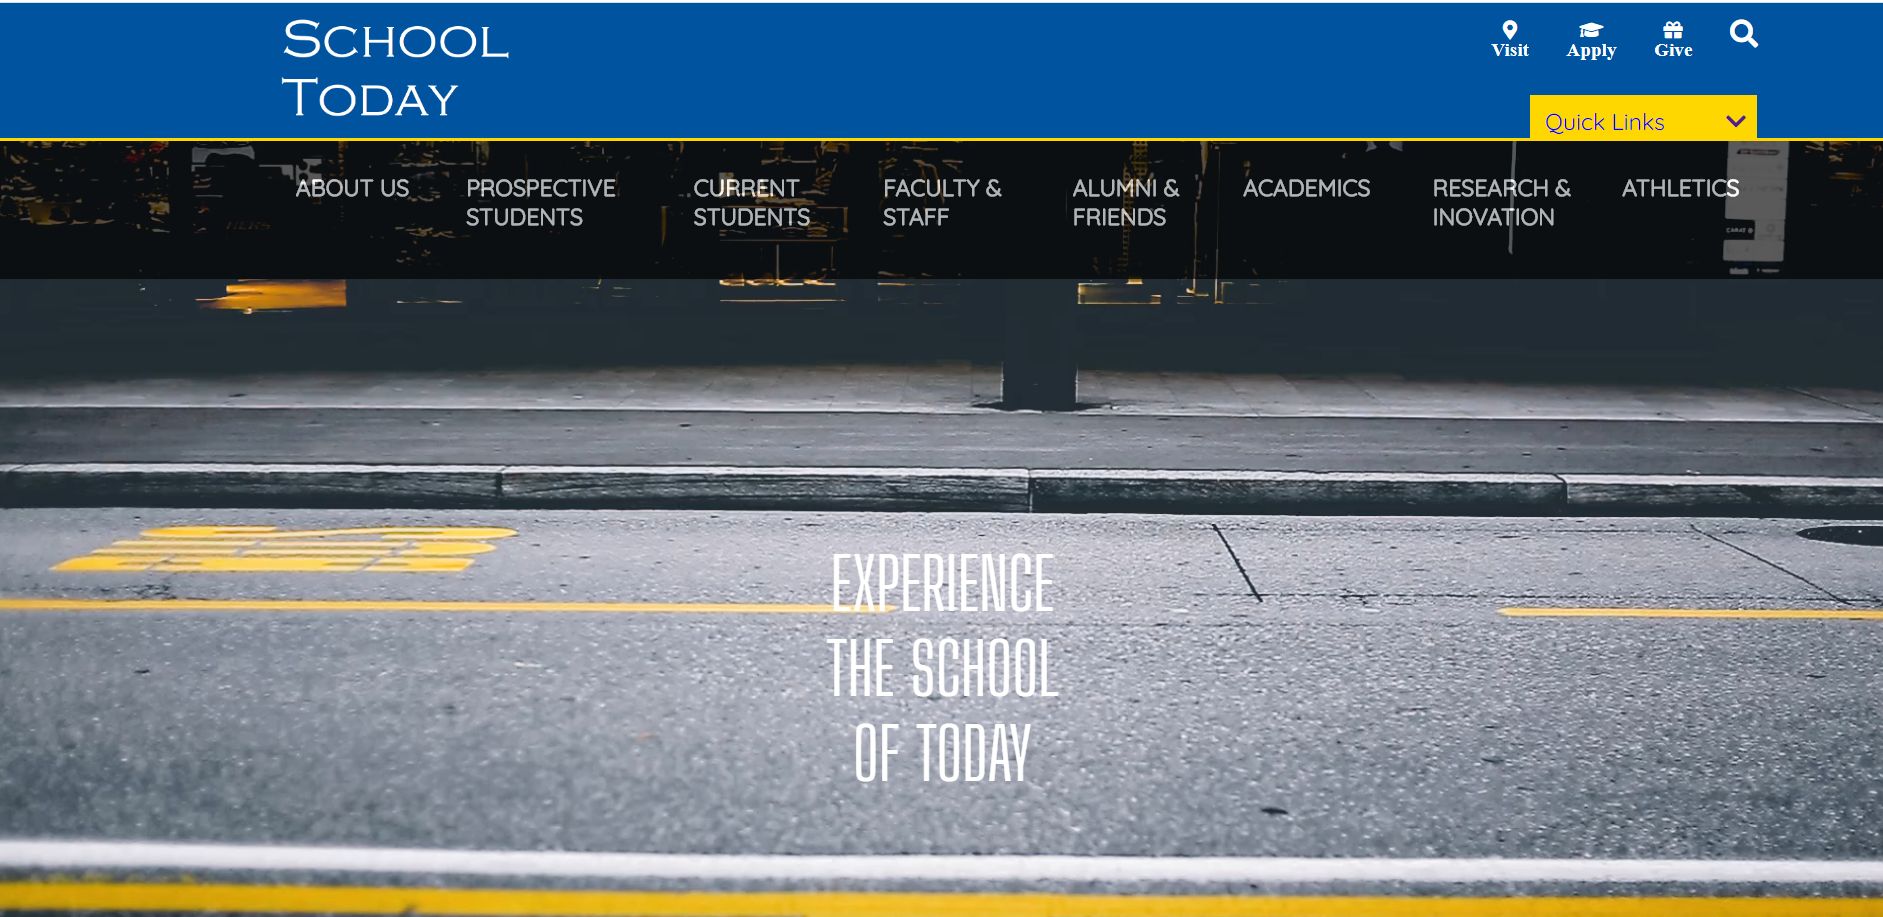 School
Today
Visit
Apply
Give
Quick Links
ABOUT US
PROSPECTIVE
STUDENTS
CURRENT
STUDENTS
FACULTY &
STAFF
ALUMNI &
FRIENDS
ACADEMICS
RESEARCH &
INOVATION
ATHLETICS
EXPERIENCE
THE SCHOOL
OF TODAY